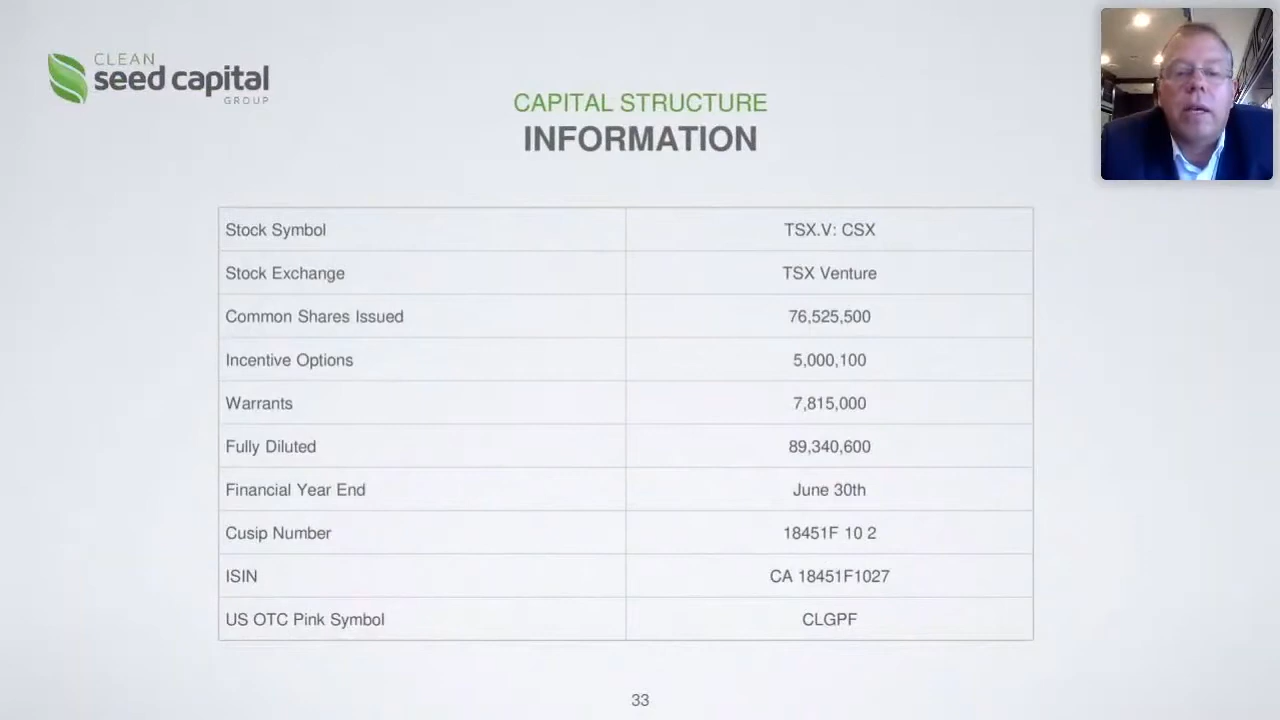 CLEAN
seed capital
GROUP
CAPITAL STRUCTURE
INFORMATION
Stock Symbol TSX.V: CSX
Stock Exchange TSX Venture
Common Shares Issued 76,525,500
Incentive Options 5,000,100
Warrants 7,815,000
Fully Diluted 89,340,600
Financial Year End June 30th
Cusip Number 18451F 10 2
ISIN CA 18451F1027
US OTC Pink Symbol CLGPF
33